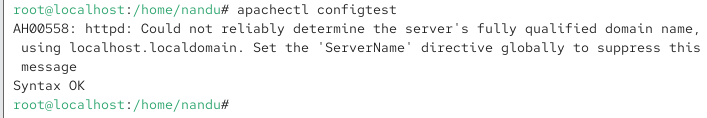 root@localhost:/home/nandu# apachectl configtest
AH00558: httpd: Could not reliably determine the server's fully qualified domain name,
using localhost.localdomain. Set the 'ServerName' directive globally to suppress this
message
Syntax OK
root@localhost:/home/nandu#